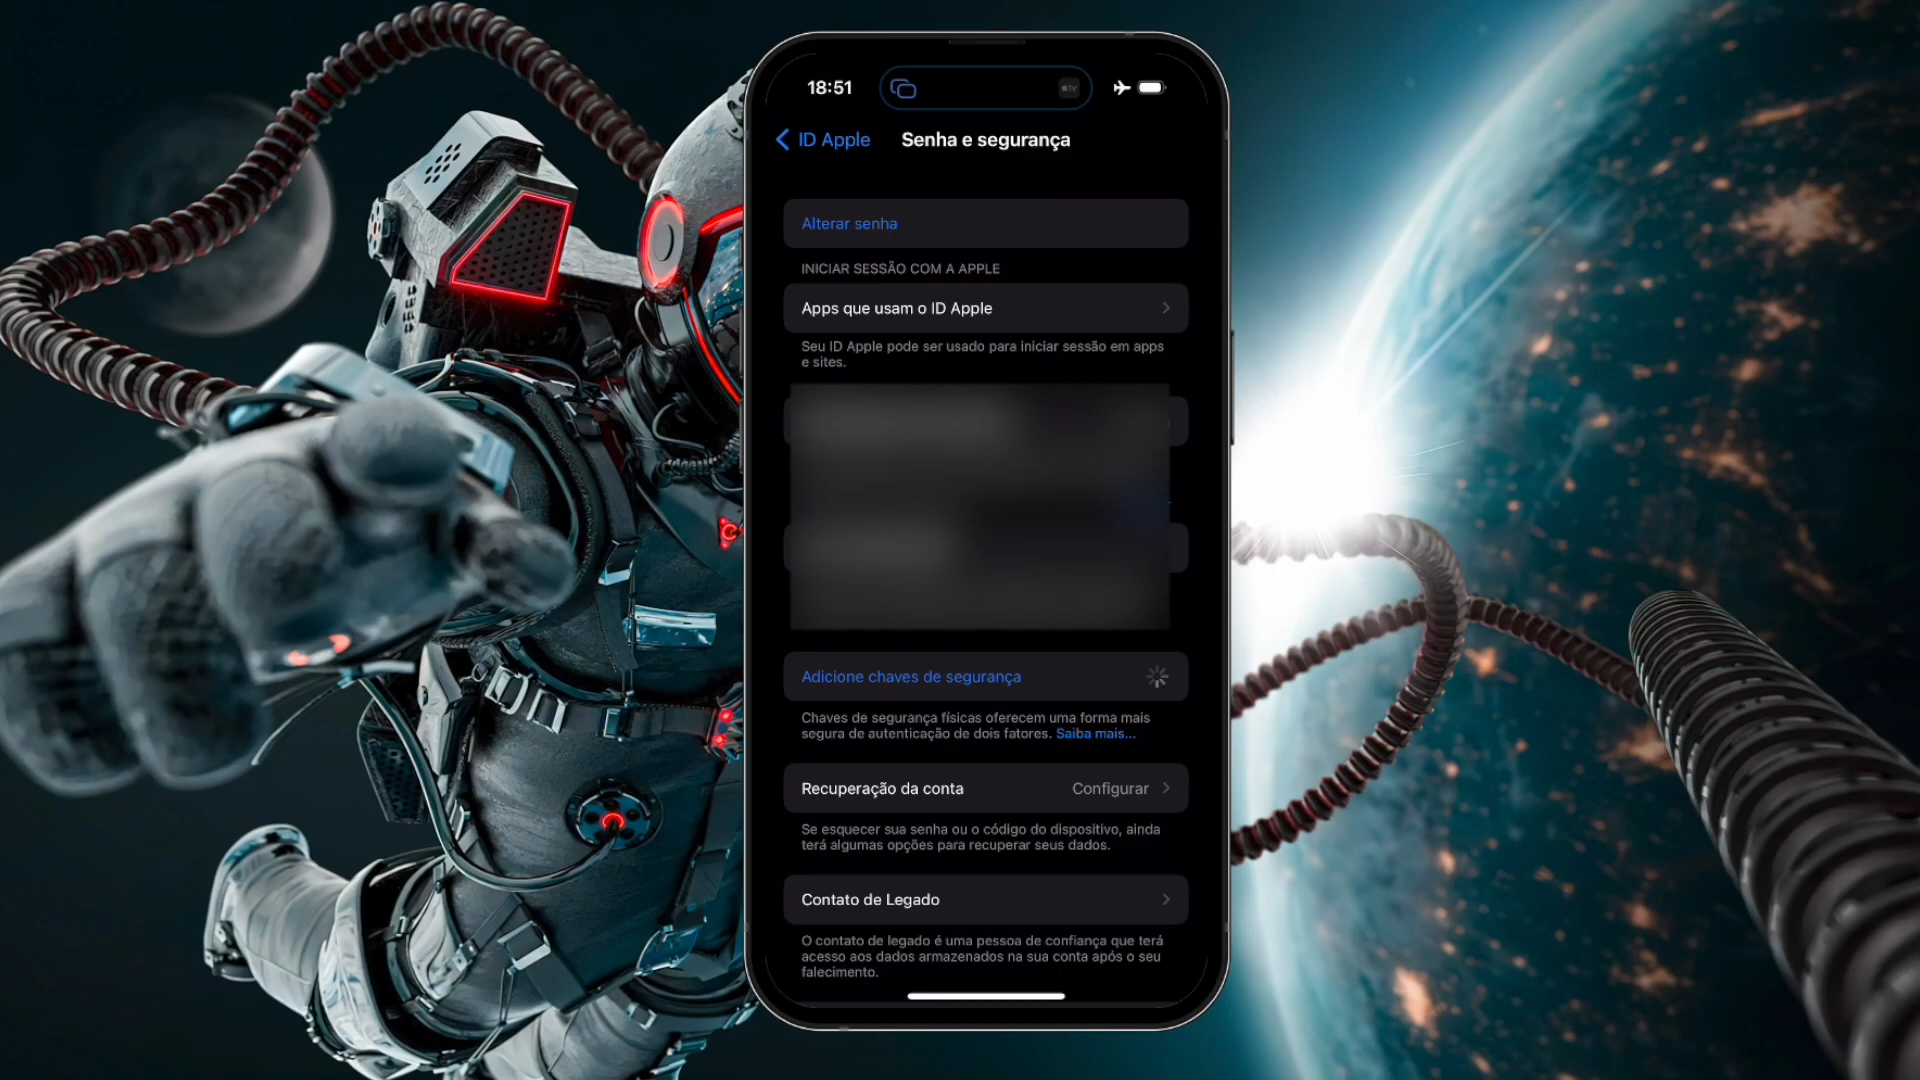 18:51
tv
ID Apple
Senha e segurança
Alterar senha
INICIAR SESSÃO COM A APPLE
Apps que usam o ID Apple
Seu ID Apple pode ser usado para iniciar sessão em apps
e sites.
Adicione chaves de segurança
Chaves de segurança físicas oferecem uma forma mais
segura de autenticação de dois fatores. Saiba mais...
Recuperação da conta
Configurar
Se esquecer sua senha ou o código do dispositivo, ainda
terá algumas opções para recuperar seus dados.
Contato de Legado
O contato de legado é uma pessoa de confiança que terá
acesso aos dados armazenados na sua conta após o seu
falecimento.